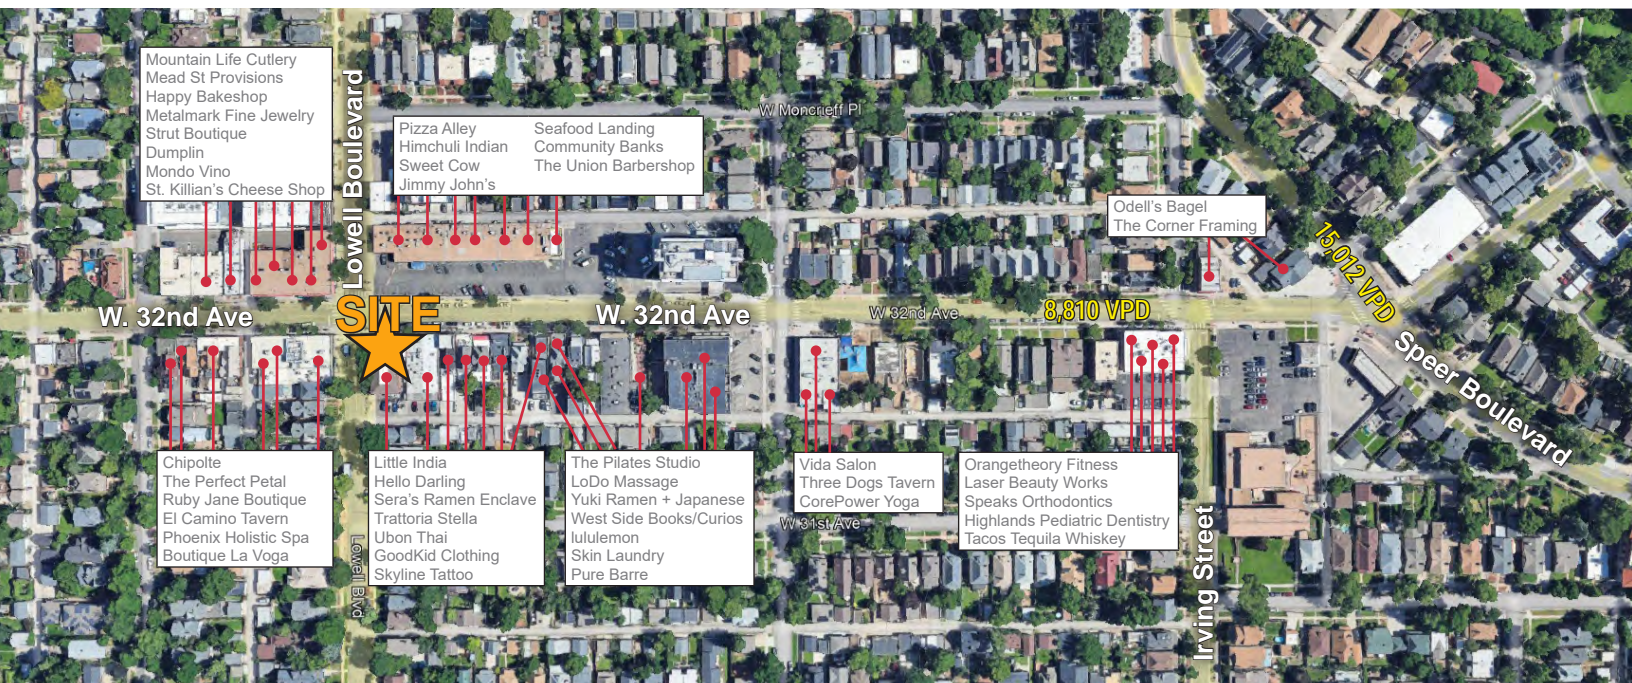 Mountain Life Cutlery
Mead St Provisions
Happy Bakeshop
Metalmark Fine Jewelry
Strut Boutique
Dumplin
Mondo Vino
St. Killian's Cheese Shop
Lowell Boulevard
W Moncrieff Pl
Pizza Alley
Himchuli Indian
Sweet Cow
Jimmy John's
Seafood Landing
Community Banks
The Union Barbershop
Odell's Bagel
The Corner Framing
15,012 VPD
Speer Boulevard
W. 32nd Ave
SITE
W. 32nd Ave
W 32nd Ave
8,810 VPD
Chipolte
The Perfect Petal
Ruby Jane Boutique
El Camino Tavern
Phoenix Holistic Spa
Boutique La Voga
Lowell Blvd
Little India
Hello Darling
Sera's Ramen Enclave
Trattoria Stella
Ubon Thai
GoodKid Clothing
Skyline Tattoo
The Pilates Studio
LoDo Massage
Yuki Ramen + Japanese
West Side Books/Curios
lululemon
Skin Laundry
Pure Barre
Vida Salon
Three Dogs Tavern
CorePower Yoga
W 31st Ave
Orangetheory Fitness
Laser Beauty Works
Speaks Orthodontics
Highlands Pediatric Dentistry
Tacos Tequila Whiskey
Irving Street